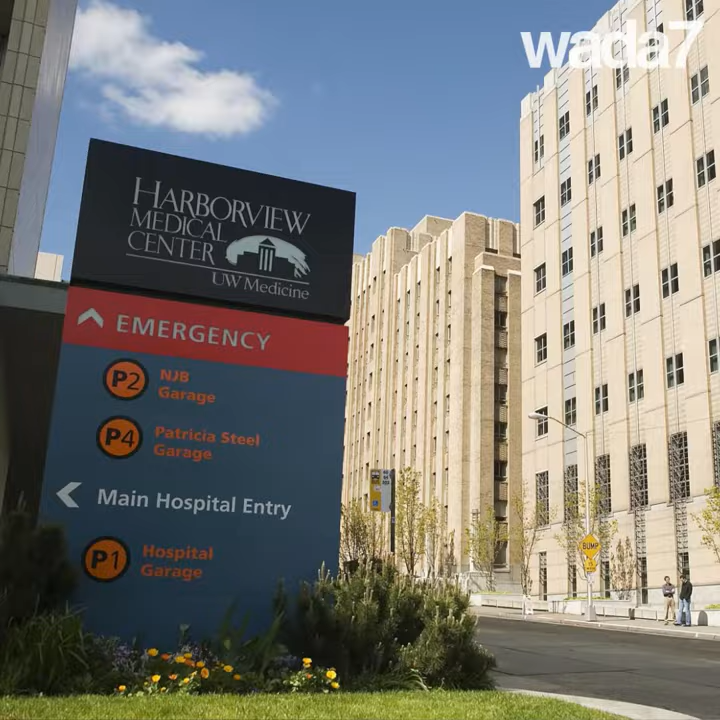 wada7
HARBORVIEW
MEDICAL
CENTER
UW Medicine
EMERGENCY
P2 NJB
Garage
P4 Patricia Steel
Garage
Main Hospital Entry
P1 Hospital
Garage
BUMP